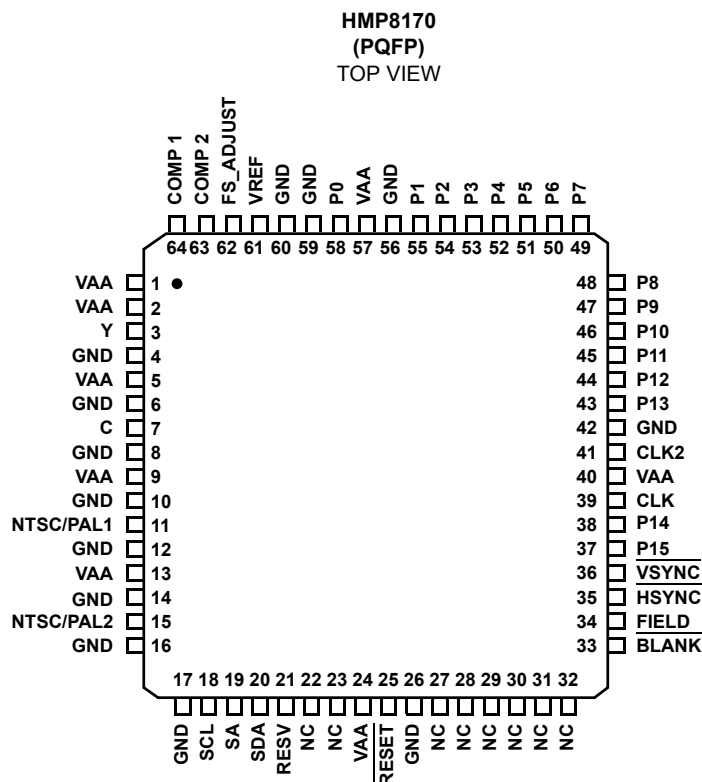 HMP8170
(PQFP)
TOP VIEW
COMP 1
COMP 2
FS_ADJUST
VREF
GND
GND
P0
VAA
GND
P1
P2
P3
P4
P5
P6
P7
64 63 62 61 60 59 58 57 56 55 54 53 52 51 50 49
VAA 1 48 P8
VAA 2 47 P9
Y 3 46 P10
GND 4 45 P11
VAA 5 44 P12
GND 6 43 P13
C 7 42 GND
GND 8 41 CLK2
VAA 9 40 VAA
GND 10 39 CLK
NTSC/PAL1 11 38 P14
GND 12 37 P15
VAA 13 36 VSYNC
GND 14 35 HSYNC
NTSC/PAL2 15 34 FIELD
GND 16 33 BLANK
17 18 19 20 21 22 23 24 25 26 27 28 29 30 31 32
GND
SCL
SA
SDA
RESV
NC
NC
VAA
RESET
GND
NC
NC
NC
NC
NC
NC